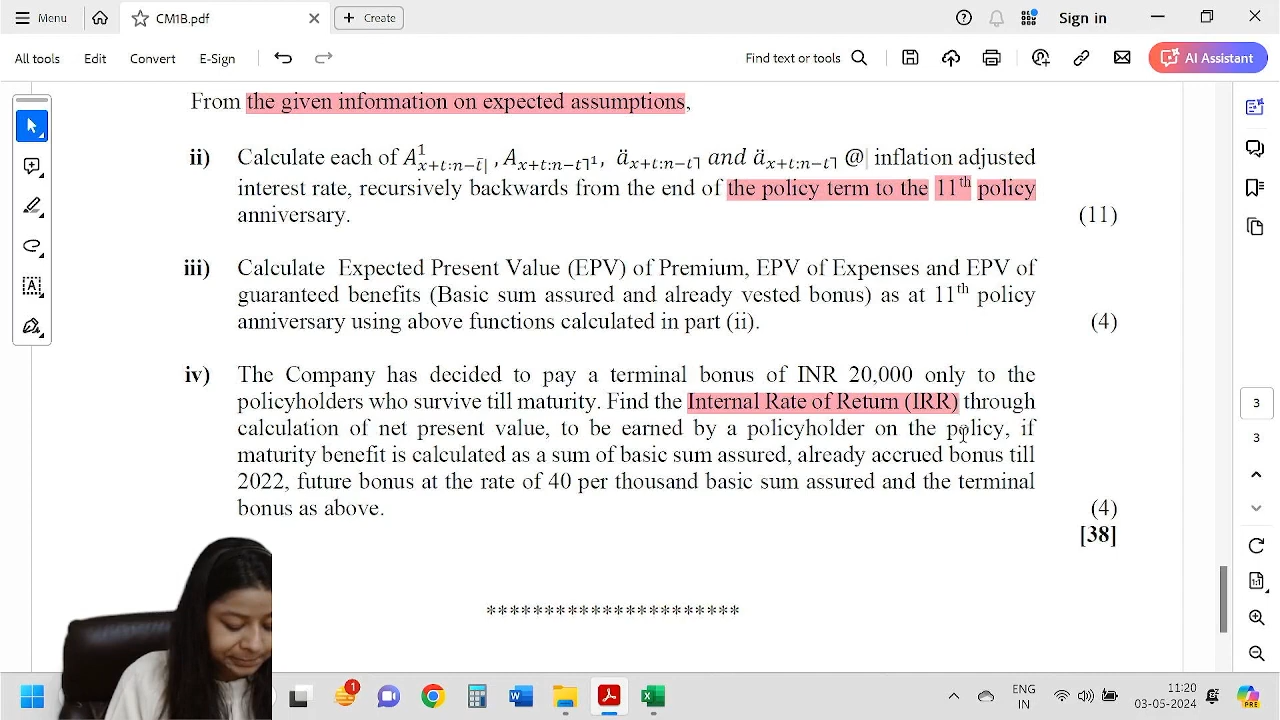 Menu
CM1B.pdf
Create
Sign in
All tools
Edit
Convert
E-Sign
Find text or tools
AI Assistant
From the given information on expected assumptions,
ii) Calculate each of A¹x+t:n-t̅|, Ax+t:n-t⅂¹, äx+t:n-t⅂ and äx+t:n-t⅂ @| inflation adjusted
interest rate, recursively backwards from the end of the policy term to the 11th policy
anniversary. (11)
iii) Calculate Expected Present Value (EPV) of Premium, EPV of Expenses and EPV of
guaranteed benefits (Basic sum assured and already vested bonus) as at 11th policy
anniversary using above functions calculated in part (ii). (4)
iv) The Company has decided to pay a terminal bonus of INR 20,000 only to the
policyholders who survive till maturity. Find the Internal Rate of Return (IRR) through
calculation of net present value, to be earned by a policyholder on the policy, if
maturity benefit is calculated as a sum of basic sum assured, already accrued bonus till
2022, future bonus at the rate of 40 per thousand basic sum assured and the terminal
bonus as above. (4)
[38]
**********************
3
3
1:1
1
ENG
IN
11:20
03-05-2024
PRE